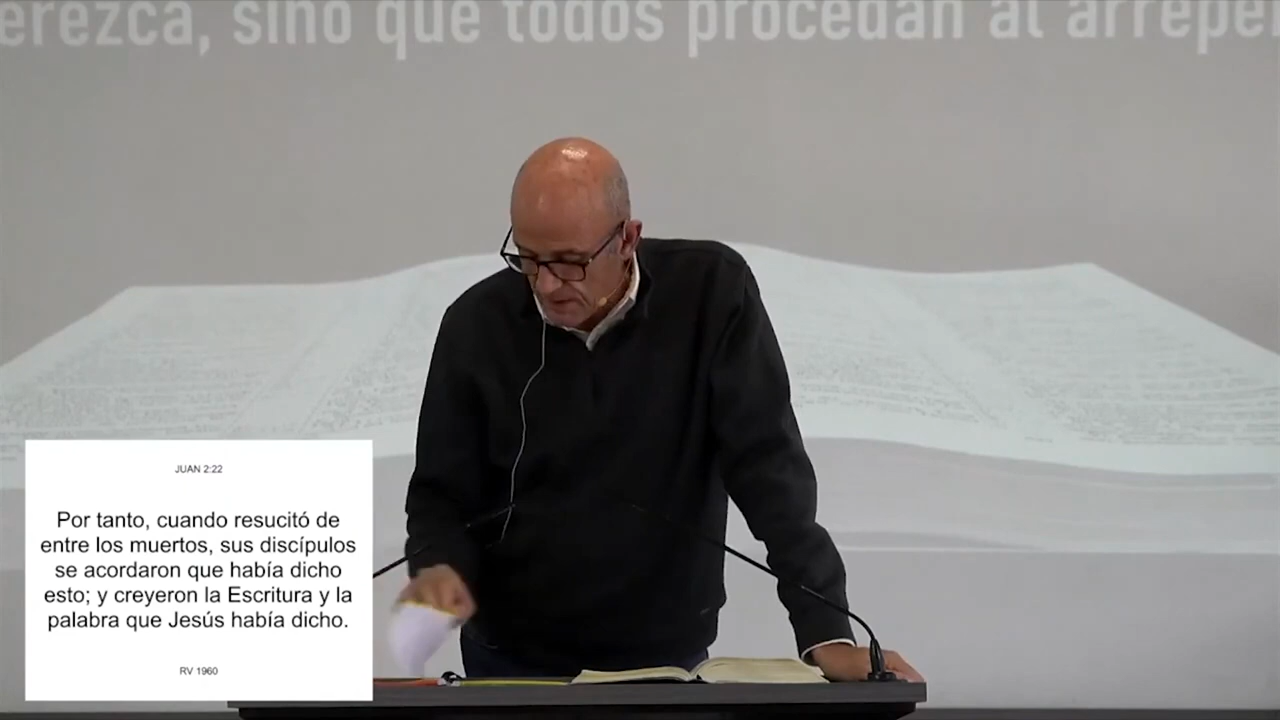 erezca, sino que todos procedan al arrepe
JUAN 2:22
Por tanto, cuando resucitó de
entre los muertos, sus discípulos
se acordaron que había dicho
esto; y creyeron la Escritura y la
palabra que Jesús había dicho.
RV 1960